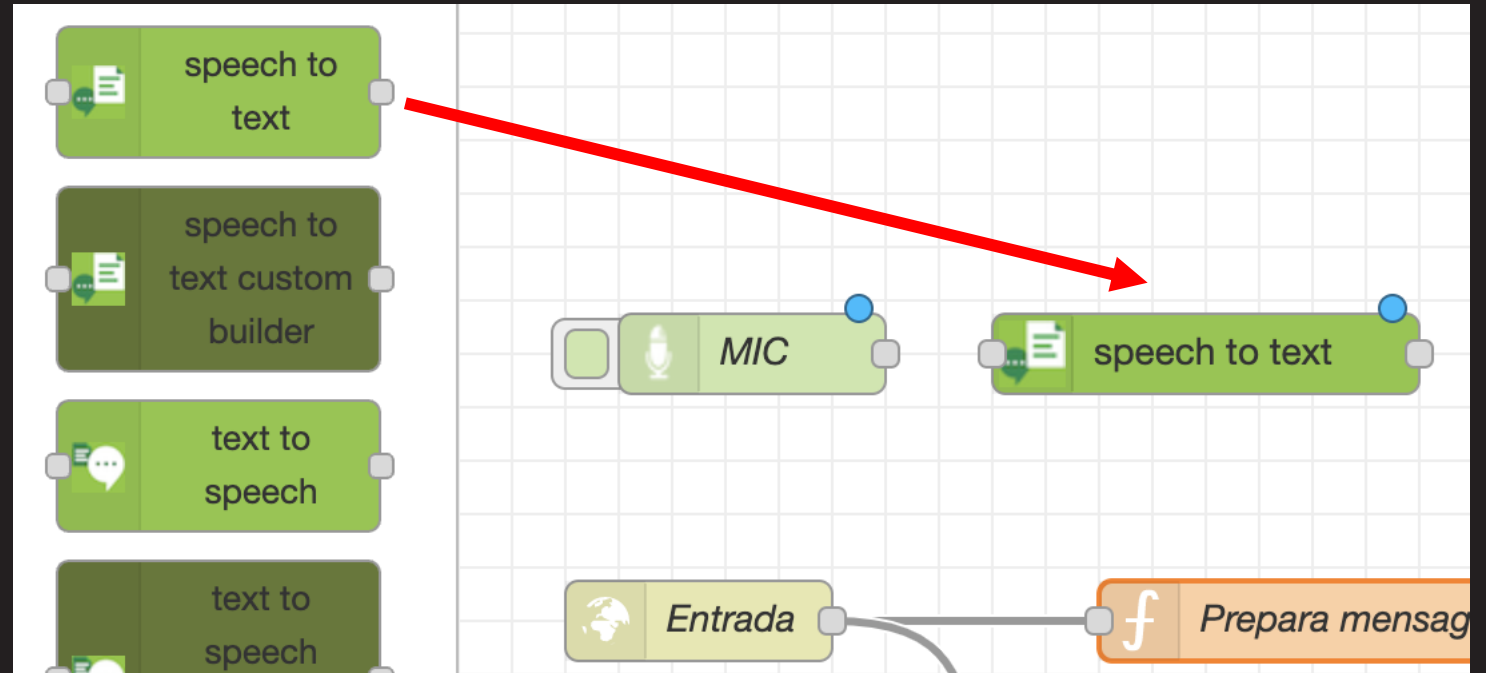 speech to
text
speech to
text custom
builder
text to
speech
text to
speech
MIC
speech to text
Entrada
Prepara mensag